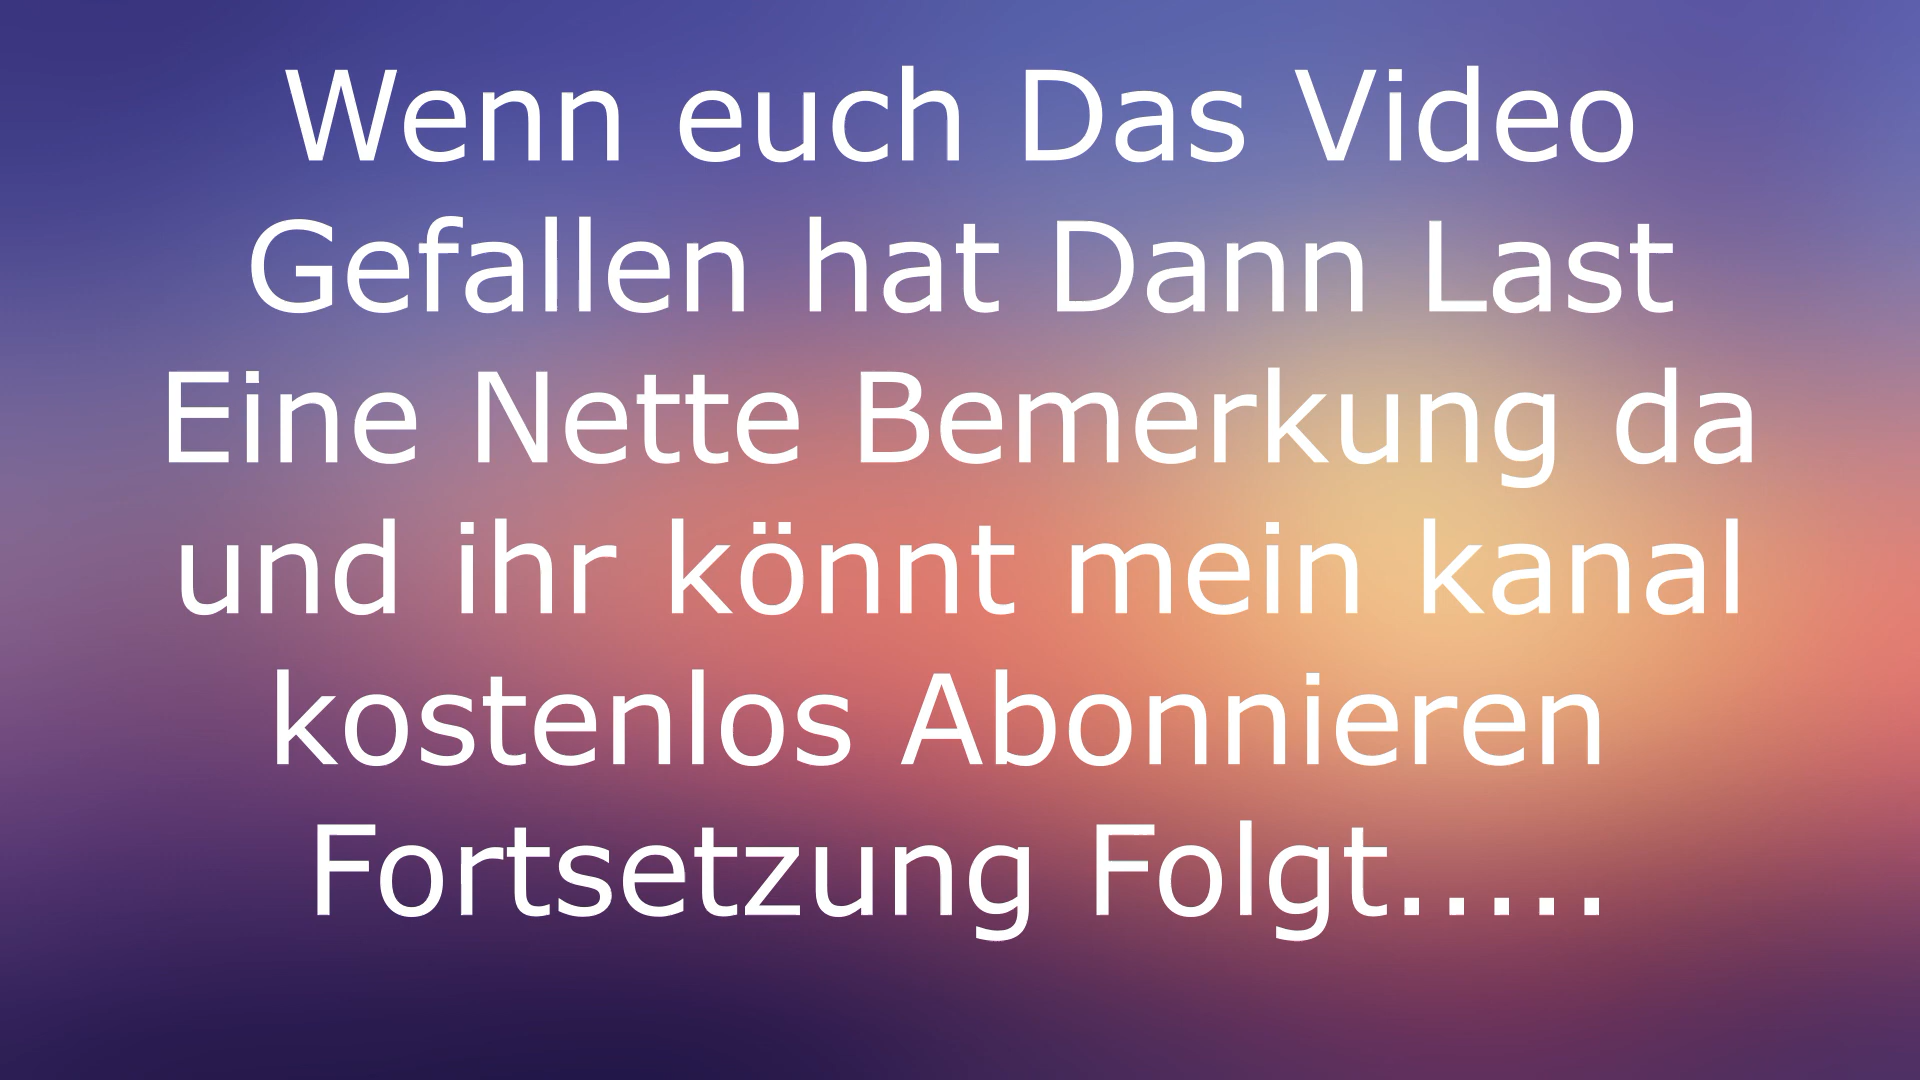 Wenn euch Das Video
Gefallen hat Dann Last
Eine Nette Bemerkung da
und ihr könnt mein kanal
kostenlos Abonnieren
Fortsetzung Folgt.....